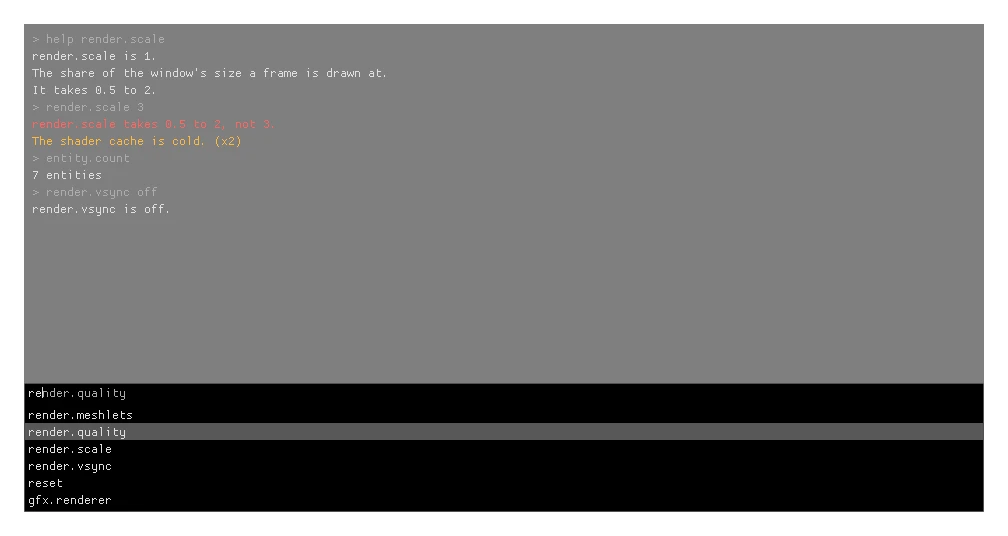 > help render.scale
render.scale is 1.
The share of the window's size a frame is drawn at.
It takes 0.5 to 2.
> render.scale 3
render.scale takes 0.5 to 2, not 3.
The shader cache is cold. (x2)
> entity.count
7 entities
> render.vsync off
render.vsync is off.
render.quality
render.meshlets
render.quality
render.scale
render.vsync
reset
gfx.renderer